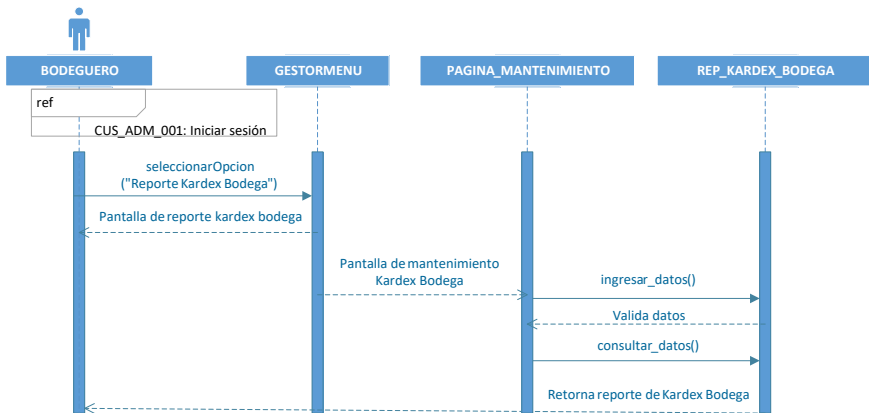 BODEGUERO
GESTORMENU
PAGINA_MANTENIMIENTO
REP_KARDEX_BODEGA
ref
CUS_ADM_001: Iniciar sesión
seleccionarOpcion
("Reporte Kardex Bodega")
Pantalla de reporte kardex bodega
Pantalla de mantenimiento
Kardex Bodega
ingresar_datos()
Valida datos
consultar_datos()
Retorna reporte de Kardex Bodega